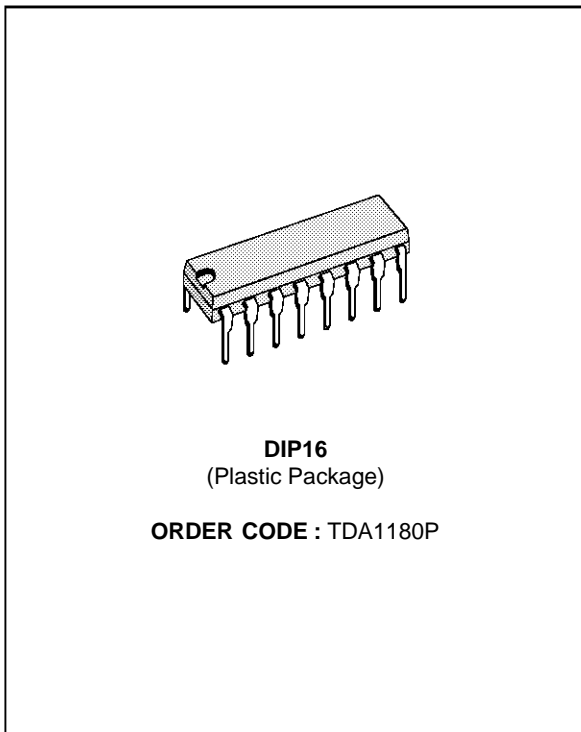 DIP16
(Plastic Package)
ORDER CODE : TDA1180P